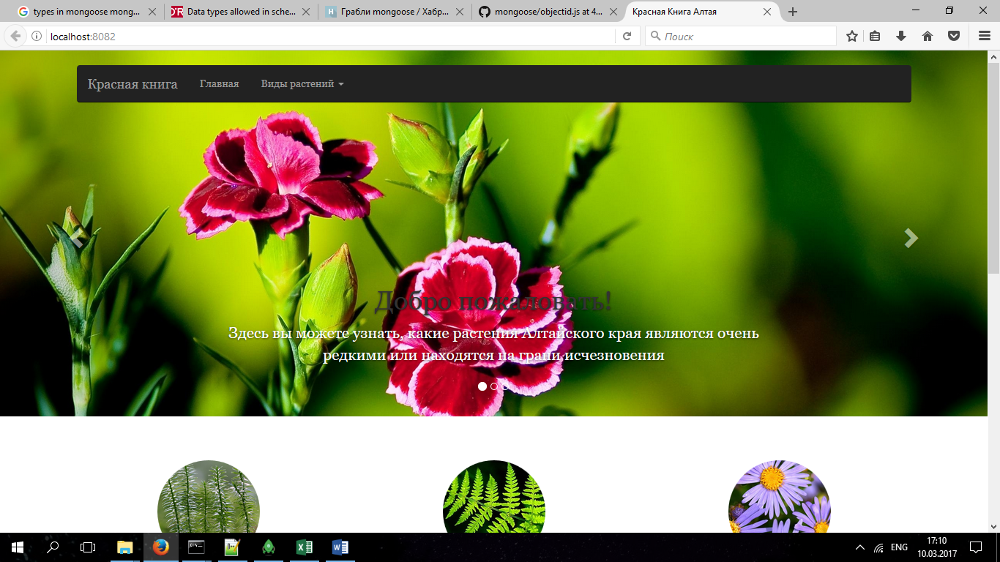 types in mongoose mong...
Data types allowed in sche...
Грабли mongoose / Хабр...
mongoose/objectid.js at 4...
Красная Книга Алтая
localhost:8082
Поиск
Красная книга
Главная
Виды растений
Добро пожаловать!
Здесь вы можете узнать, какие растения Алтайского края являются очень
редкими или находятся на грани исчезновения
ENG
17:10
10.03.2017